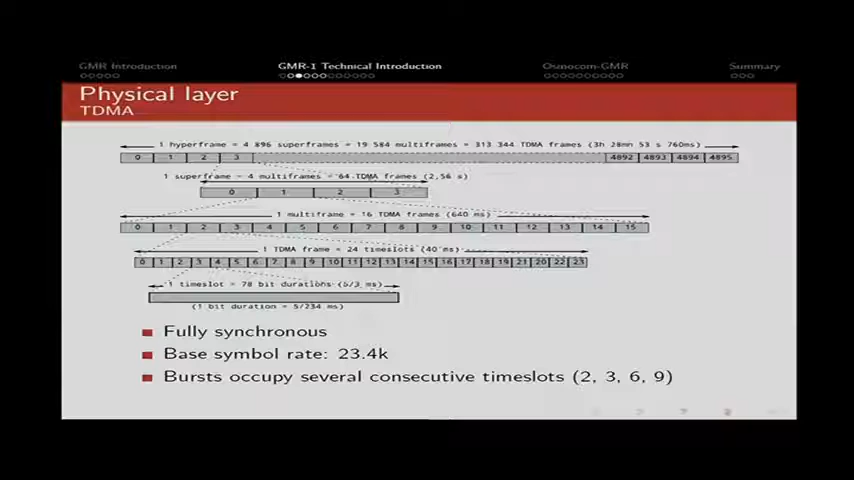 GMR Introduction
GMR-1 Technical Introduction
Osmocom-GMR
Summary
Physical layer
TDMA
1 hyperframe = 4 896 superframes = 19 584 multiframes = 313 344 TDMA frames (3h 28mn 53 s 760ms)
0 1 2 3 4892 4893 4894 4895
1 superframe = 4 multiframes = 64 TDMA frames (2,56 s)
0 1 2 3
1 multiframe = 16 TDMA frames (640 ms)
0 1 2 3 4 5 6 7 8 9 10 11 12 13 14 15
1 TDMA frame = 24 timeslots (40 ms)
0 1 2 3 4 5 6 7 8 9 10 11 12 13 14 15 16 17 18 19 21 20 22 23
1 timeslot = 78 bit durations (5/3 ms)
(1 bit duration = 5/234 ms)
Fully synchronous
Base symbol rate: 23.4k
Bursts occupy several consecutive timeslots (2, 3, 6, 9)